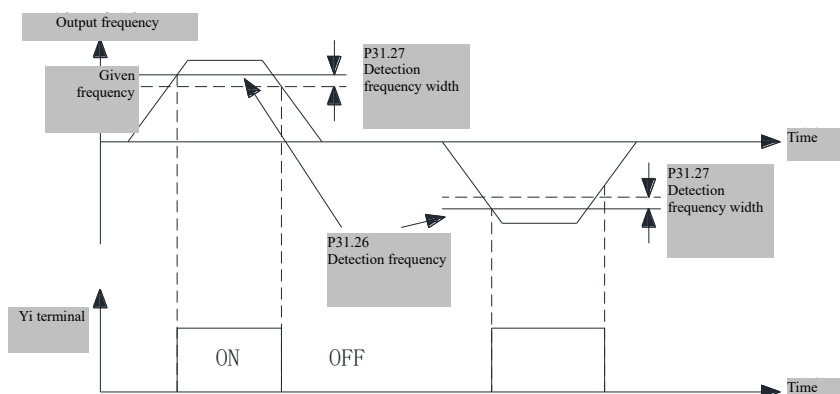 Output frequency
Given
frequency
P31.27
Detection
frequency width
Time
P31.27
Detection
frequency width
P31.26
Detection frequency
Yi terminal
ON
OFF
Time